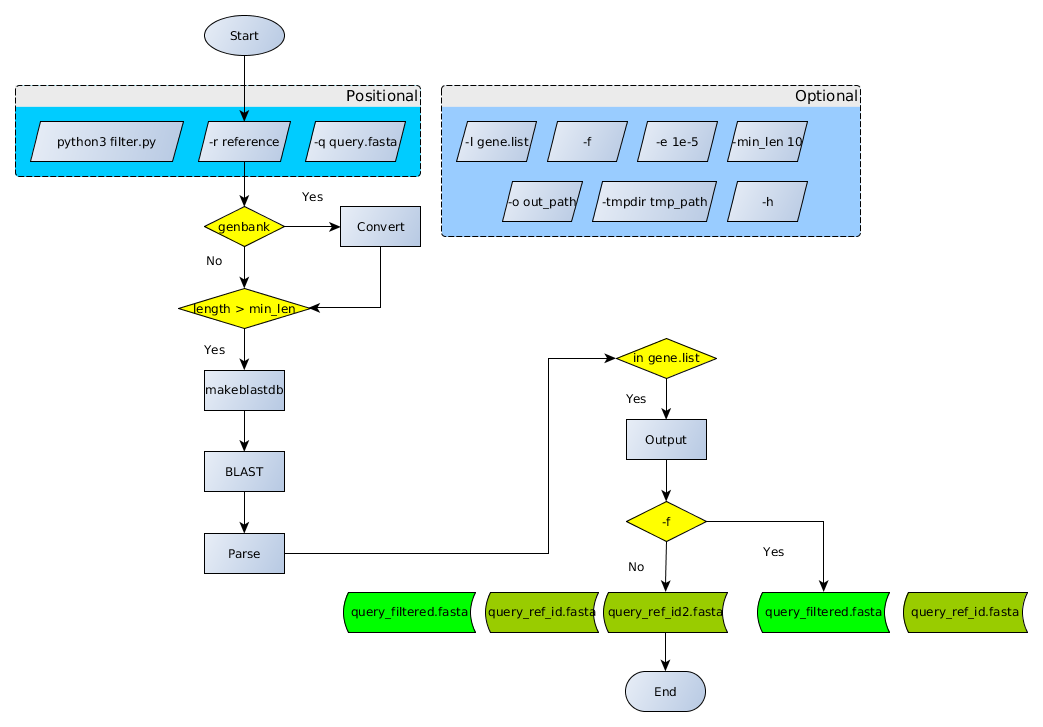 Start
Positional
python3 filter.py
-r reference
-q query.fasta
Optional
-l gene.list
-f
-e 1e-5
-min_len 10
-o out_path
-tmpdir tmp_path
-h
Yes
genbank
Convert
No
length > min_len
Yes
makeblastdb
BLAST
Parse
in gene.list
Yes
Output
-f
No
Yes
query_filtered.fasta
query_ref_id.fasta
query_ref_id2.fasta
query_filtered.fasta
query_ref_id.fasta
End